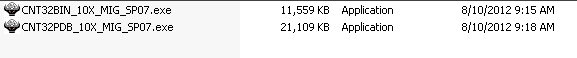 CNT32BIN_10X_MIG_SP07.exe 11,559 KB Application 8/10/2012 9:15 AM
CNT32PDB_10X_MIG_SP07.exe 21,109 KB Application 8/10/2012 9:18 AM